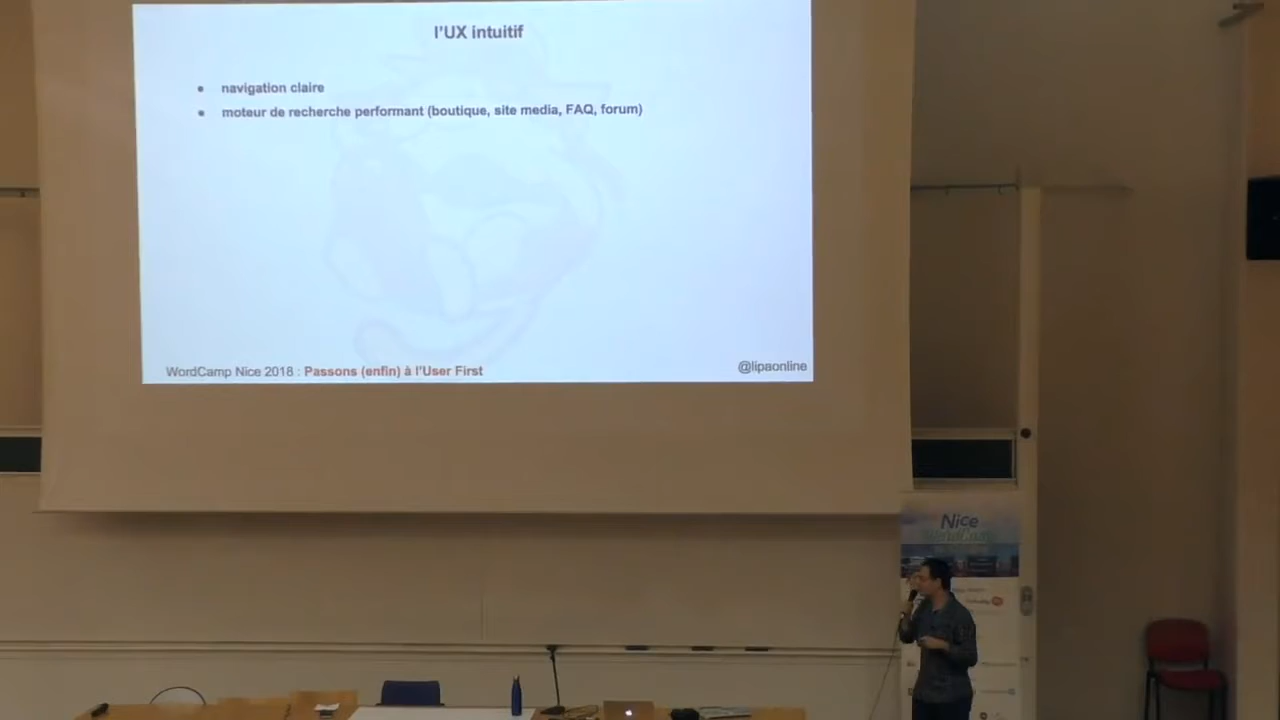 l'UX intuitif
● navigation claire
● moteur de recherche performant (boutique, site media, FAQ, forum)
WordCamp Nice 2018 : Passons (enfin) à l'User First
@lipaonline
Nice
WordCamp